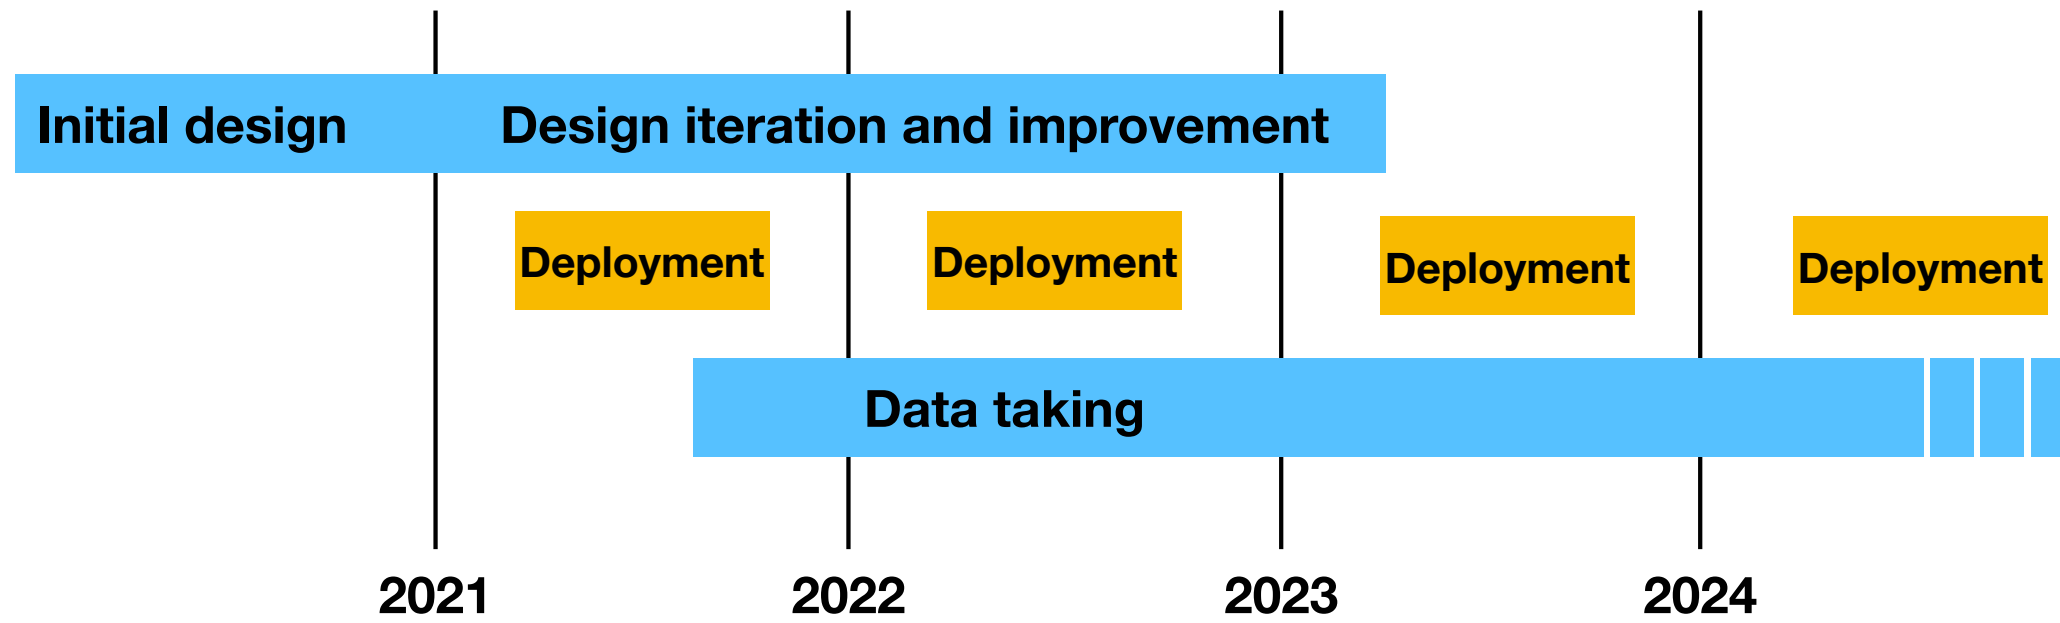 Initial design Design iteration and improvement
Deployment Deployment Deployment Deployment
Data taking
2021 2022 2023 2024